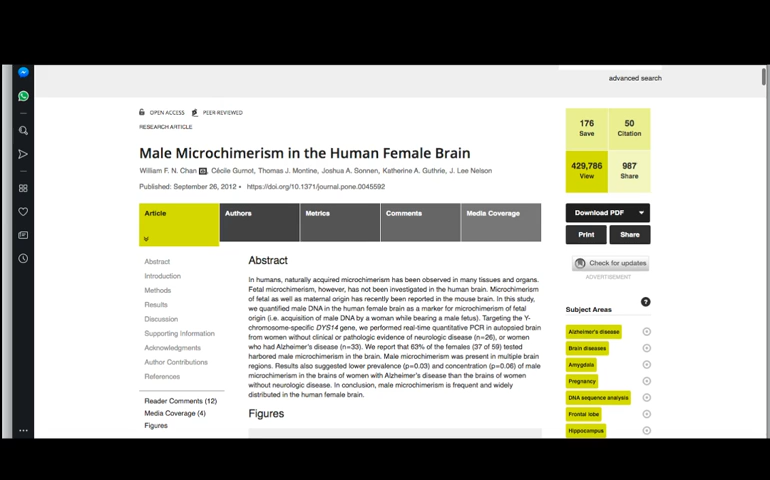 advanced search
OPEN ACCESS PEER-REVIEWED
RESEARCH ARTICLE
Male Microchimerism in the Human Female Brain
William F. N. Chan, Cécile Gurnot, Thomas J. Montine, Joshua A. Sonnen, Katherine A. Guthrie, J. Lee Nelson
Published: September 26, 2012 • https://doi.org/10.1371/journal.pone.0045592
176
Save
50
Citation
429,786
View
987
Share
Article
Authors
Metrics
Comments
Media Coverage
Download PDF
Print
Share
Check for updates
ADVERTISEMENT
Abstract
Introduction
Methods
Results
Discussion
Supporting Information
Acknowledgments
Author Contributions
References
Reader Comments (12)
Media Coverage (4)
Figures
Abstract
In humans, naturally acquired microchimerism has been observed in many tissues and organs.
Fetal microchimerism, however, has not been investigated in the human brain. Microchimerism
of fetal as well as maternal origin has recently been reported in the mouse brain. In this study,
we quantified male DNA in the human female brain as a marker for microchimerism of fetal
origin (i.e. acquisition of male DNA by a woman while bearing a male fetus). Targeting the Y-
chromosome-specific DYS14 gene, we performed real-time quantitative PCR in autopsied brain
from women without clinical or pathologic evidence of neurologic disease (n=26), or women
who had Alzheimer's disease (n=33). We report that 63% of the females (37 of 59) tested
harbored male microchimerism in the brain. Male microchimerism was present in multiple brain
regions. Results also suggested lower prevalence (p=0.03) and concentration (p=0.06) of male
microchimerism in the brains of women with Alzheimer's disease than the brains of women
without neurologic disease. In conclusion, male microchimerism is frequent and widely
distributed in the human female brain.
Figures
Subject Areas
?
Alzheimer's disease
Brain diseases
Amygdala
Pregnancy
DNA sequence analysis
Frontal lobe
Hippocampus